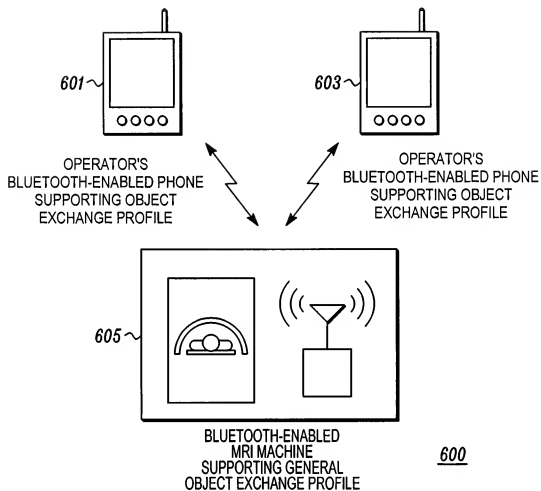 601
603
OPERATOR'S
BLUETOOTH-ENABLED PHONE
SUPPORTING OBJECT
EXCHANGE PROFILE
OPERATOR'S
BLUETOOTH-ENABLED PHONE
SUPPORTING OBJECT
EXCHANGE PROFILE
605
BLUETOOTH-ENABLED
MRI MACHINE
SUPPORTING GENERAL
OBJECT EXCHANGE PROFILE
600